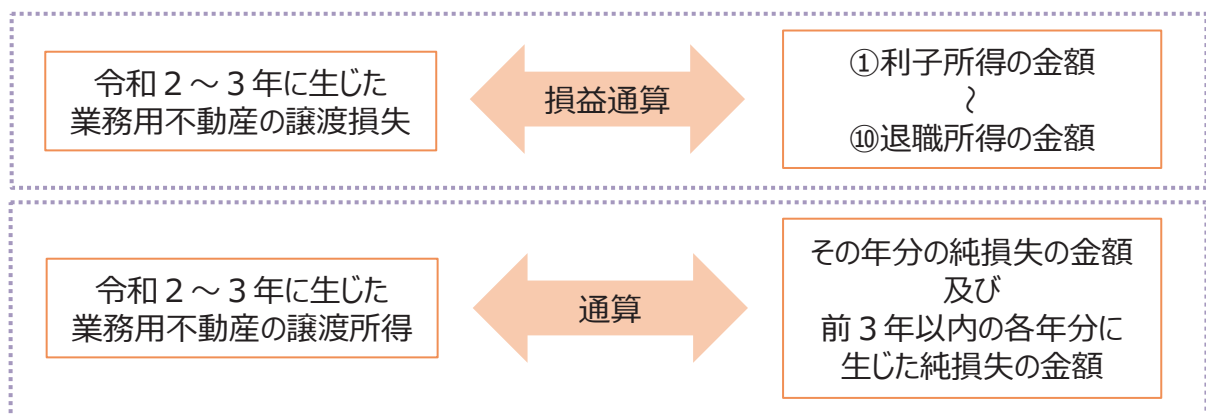 令和２～３年に生じた
業務用不動産の譲渡損失
損益通算
①利子所得の金額
～
⑩退職所得の金額
令和２～３年に生じた
業務用不動産の譲渡所得
通算
その年分の純損失の金額
及び
前３年以内の各年分に
生じた純損失の金額